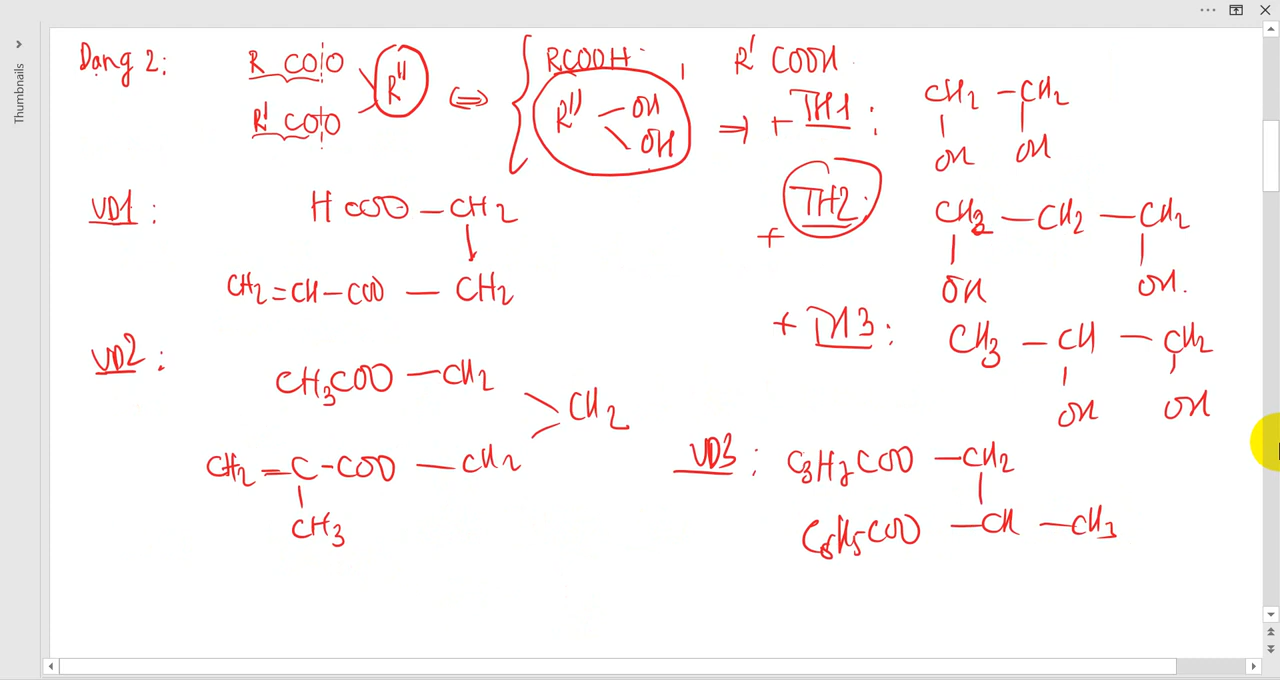 Thumbnails
Dạng 2:
R COO
R' COO
R''
⇔
RCOOH, R' COOH
R'' — OH
OH
⇒ + TH1:
CH2 — CH2
OH OH
VD1:
HCOO — CH2
CH2 = CH — COO — CH2
+ TH2:
CH2 — CH2 — CH2
OH OH.
+ TH3:
CH3 — CH — CH2
OH OH
VD2:
CH3COO — CH2
CH2
CH2 = C — COO — CH2
CH3
VD3:
C3H7COO — CH2
C6H5COO — CH — CH3